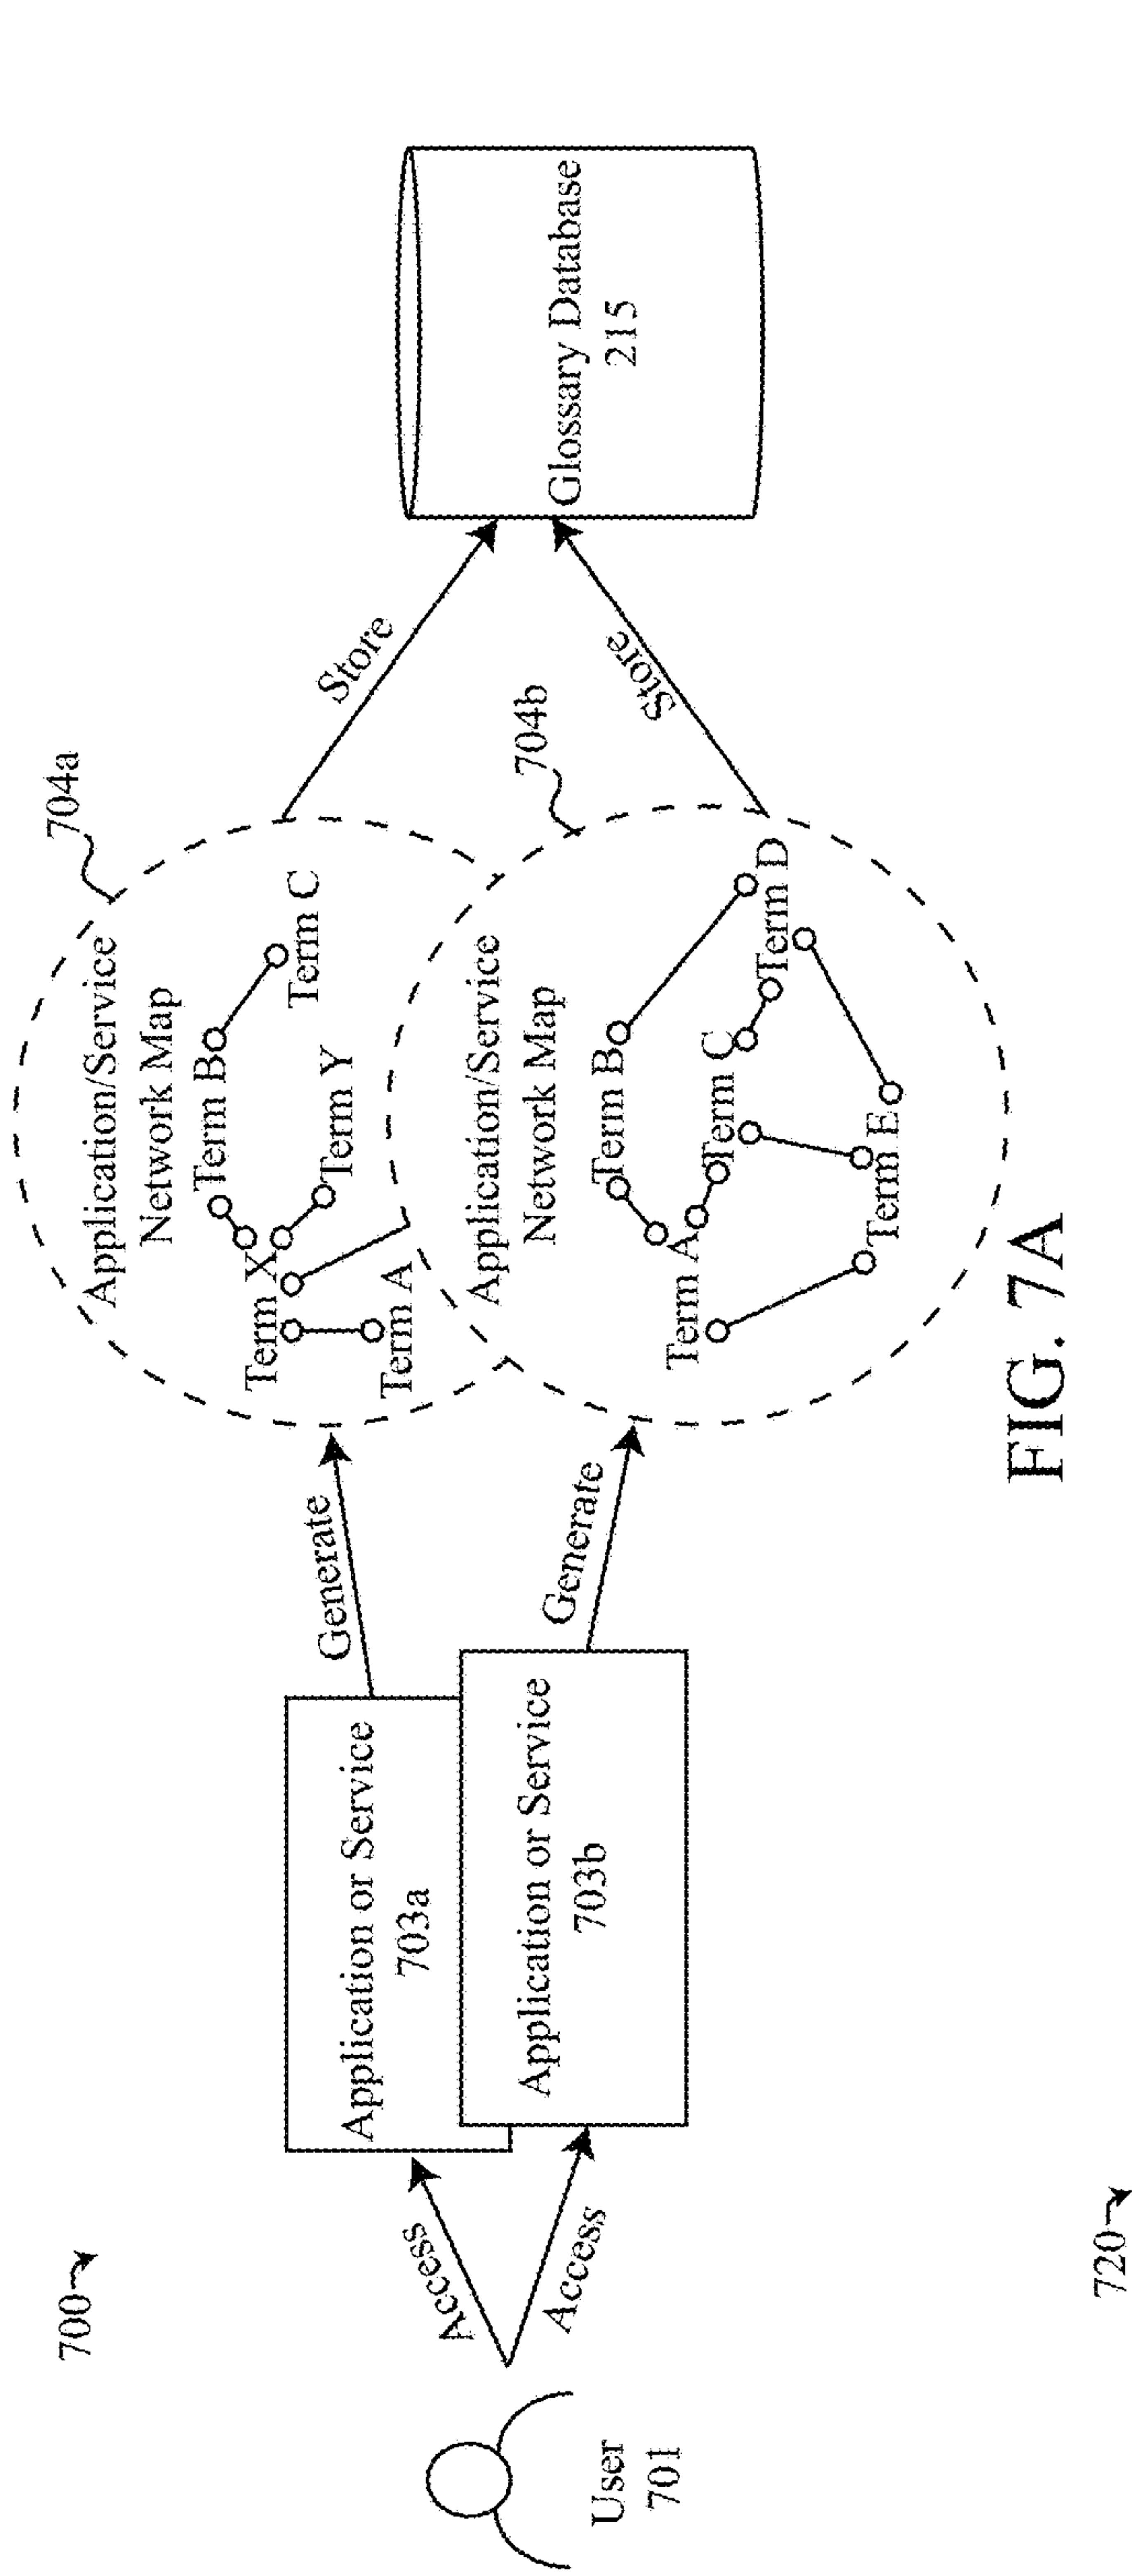 700
User
701
Access
Access
Application or Service
703a
Application or Service
703b
Generate
Generate
704a
Application/Service
Network Map
Term X
Term B
Term C
Term Y
Term A
704b
Application/Service
Network Map
Term A
Term B
Term C
Term D
Term E
Store
Store
Glossary Database
215
FIG. 7A
720